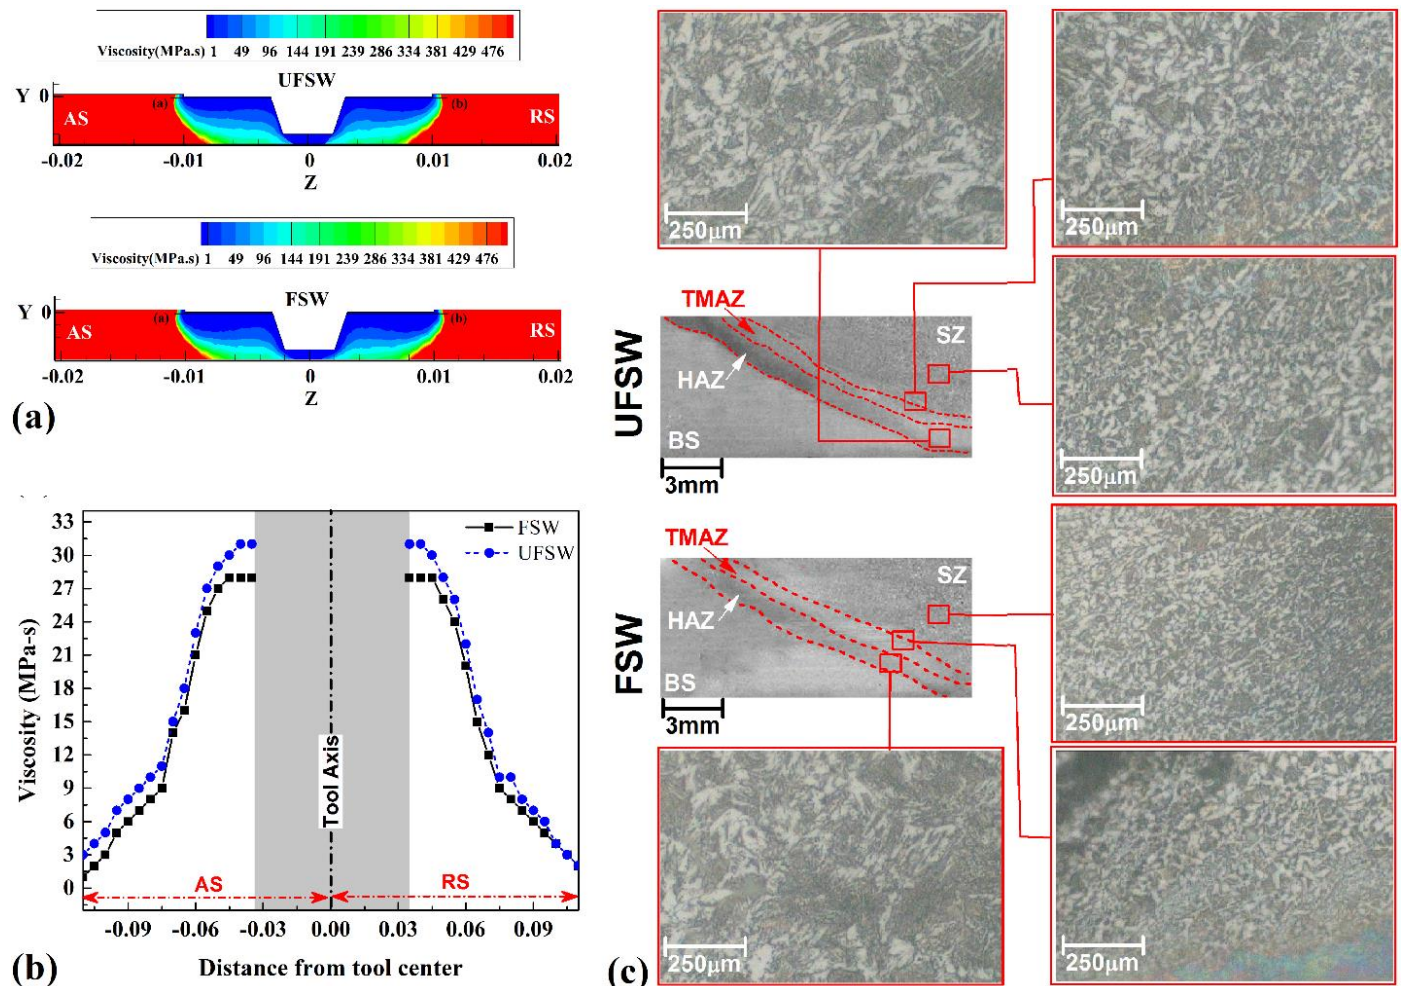 Viscosity(MPa.s) 1 49 96 144 191 239 286 334 381 429 476
UFSW
Y 0
(a)
(b)
AS
RS
-0.02 -0.01 0 0.01 0.02
Z
Viscosity(MPa.s) 1 49 96 144 191 239 286 334 381 429 476
FSW
Y 0
(a)
(b)
AS
RS
-0.02 -0.01 0 0.01 0.02
Z
(a)
33
30
27
24
21
18
15
12
9
6
3
0
Viscosity (MPa-s)
FSW
UFSW
Tool Axis
AS
RS
-0.09 -0.06 -0.03 0.00 0.03 0.06 0.09
Distance from tool center
(b)
250μm
250μm
UFSW
TMAZ
SZ
HAZ
BS
3mm
250μm
FSW
TMAZ
SZ
HAZ
BS
3mm
250μm
250μm
250μm
(c)